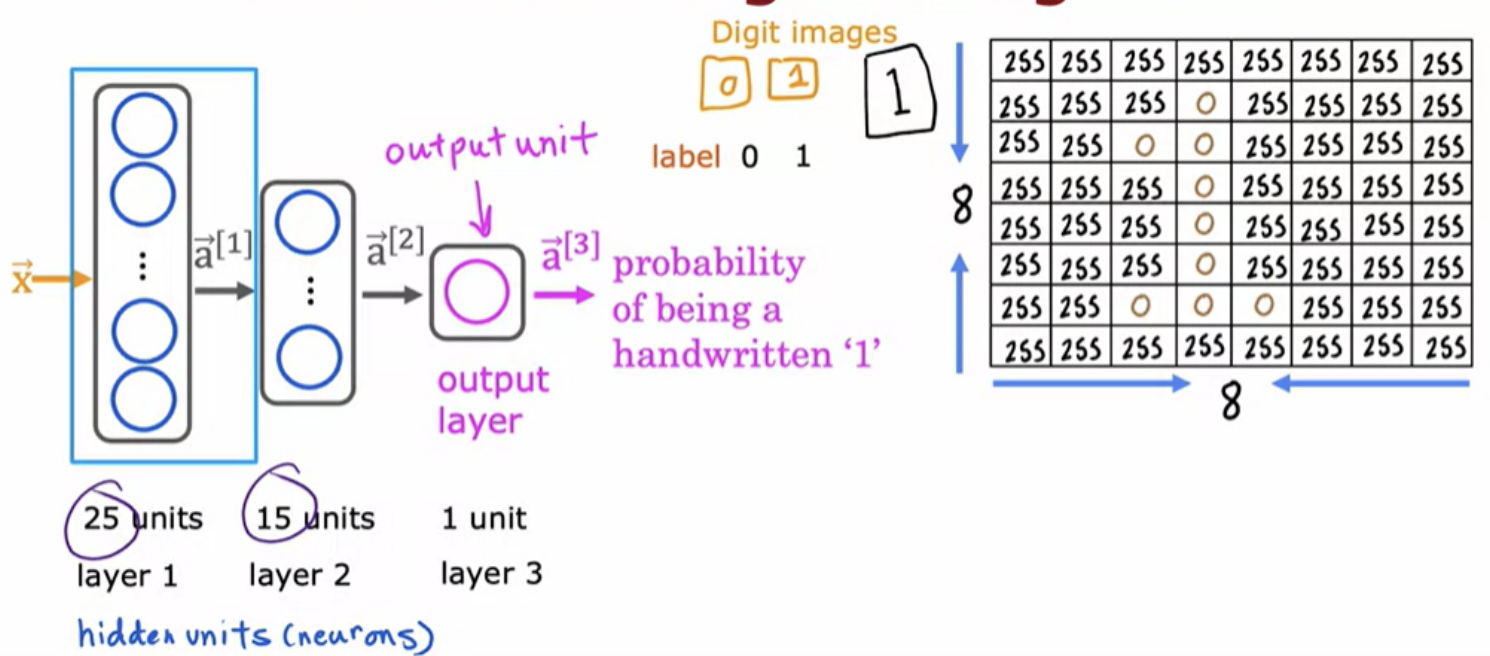 Digit images
0 1
1
label 0 1
output unit
x⃗
a⃗[1]
a⃗[2]
a⃗[3]
probability
of being a
handwritten ‘1’
output
layer
25 units 15 units 1 unit
layer 1 layer 2 layer 3
hidden units (neurons)
8
255 255 255 255 255 255 255 255
255 255 255 0 255 255 255 255
255 255 0 0 255 255 255 255
255 255 255 0 255 255 255 255
255 255 255 0 255 255 255 255
255 255 255 0 255 255 255 255
255 255 0 0 0 255 255 255
255 255 255 255 255 255 255 255
8